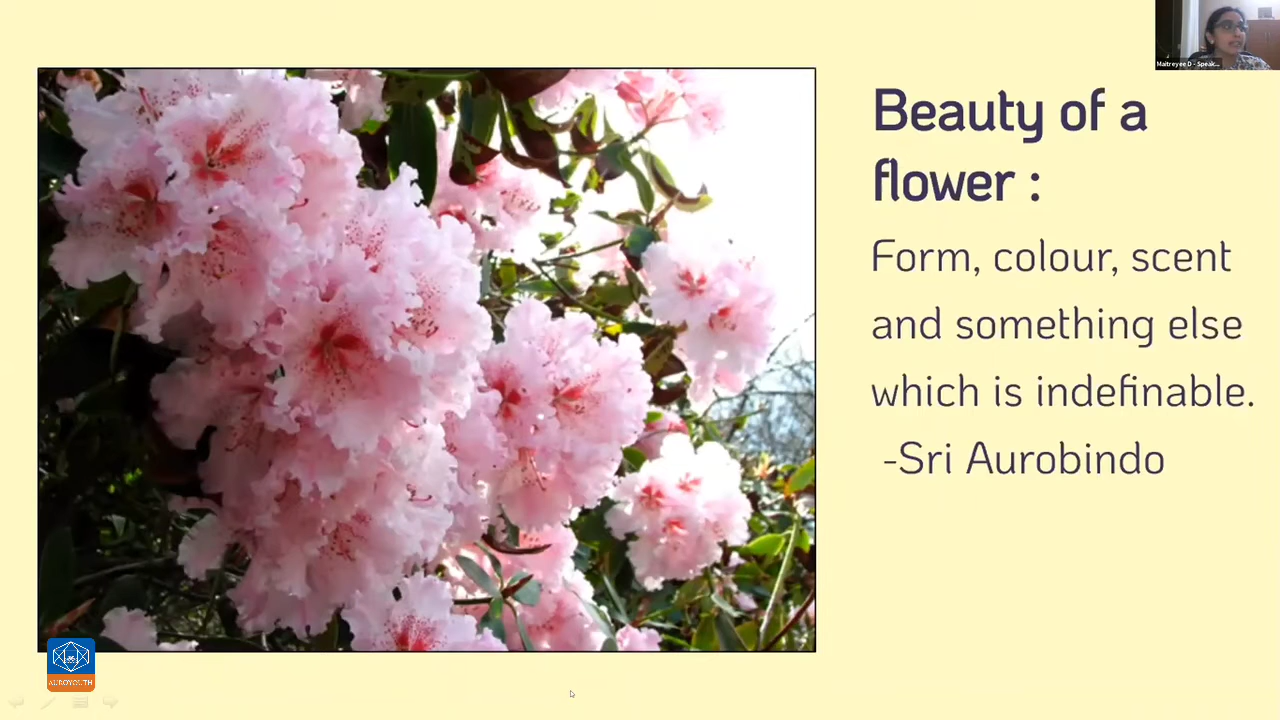 Maitreyee D - Speak...
Beauty of a
flower :
Form, colour, scent
and something else
which is indefinable.
-Sri Aurobindo
AUROYOUTH